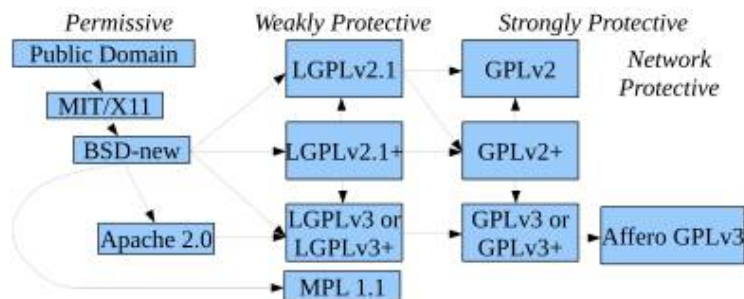 Permissive
Weakly Protective
Strongly Protective
Network
Protective
Public Domain
MIT/X11
BSD-new
Apache 2.0
LGPLv2.1
LGPLv2.1+
LGPLv3 or
LGPLv3+
MPL 1.1
GPLv2
GPLv2+
GPLv3 or
GPLv3+
Affero GPLv3